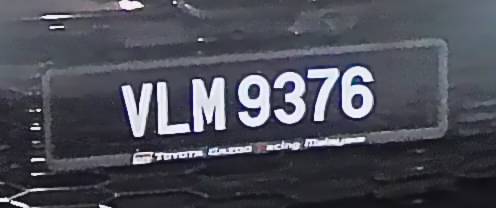 VLM 9376
TOYOTA GAZOO Racing Malaysia